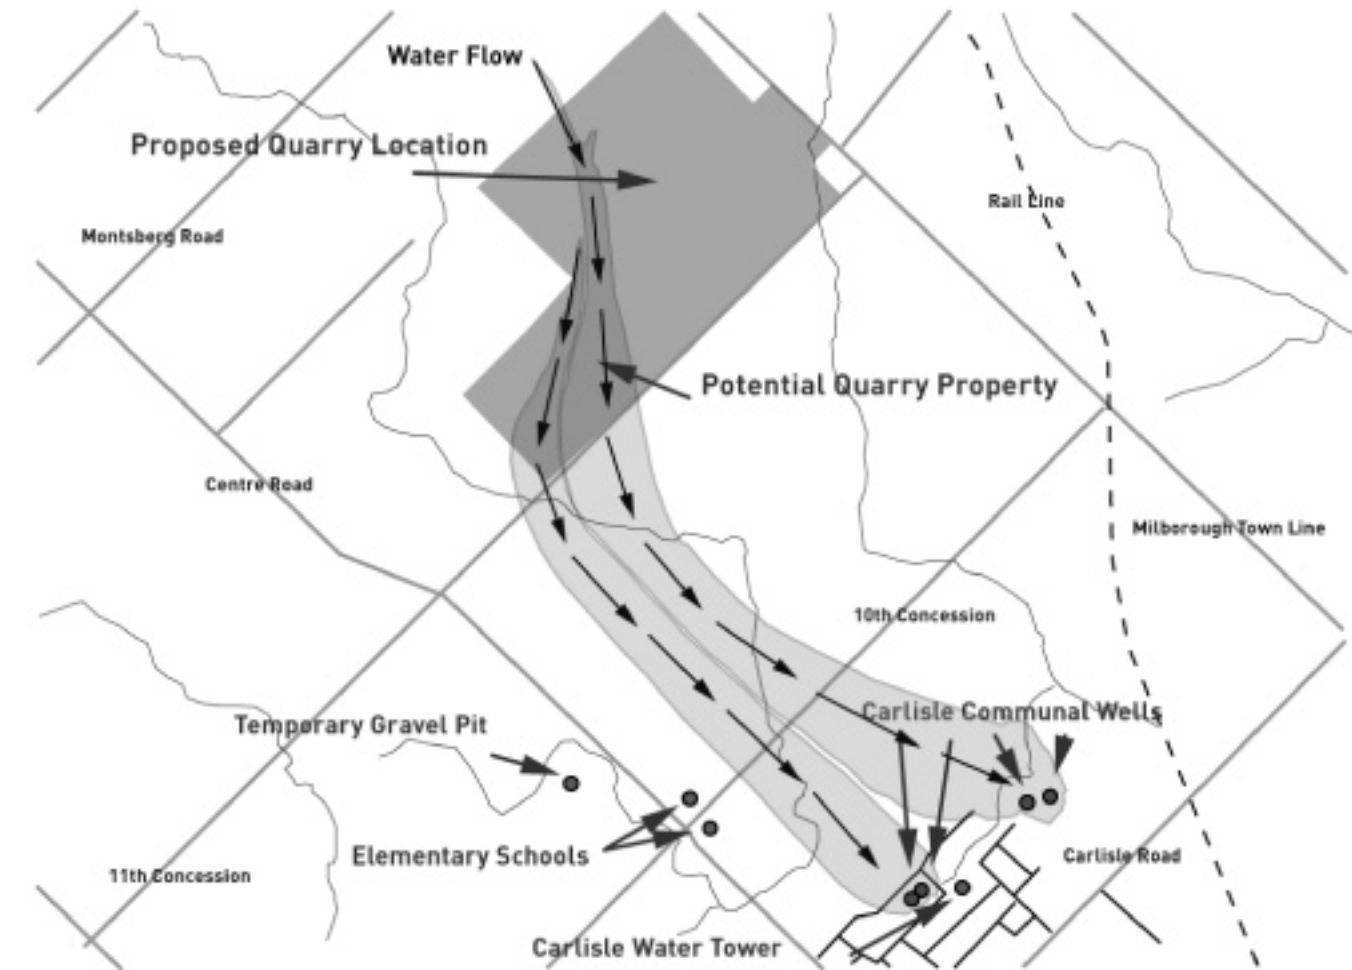 Water Flow
Proposed Quarry Location
Rail Line
Montsberg Road
Potential Quarry Property
Centre Road
Milborough Town Line
10th Concession
Carlisle Communal Wells
Temporary Gravel Pit
Elementary Schools
Carlisle Road
11th Concession
Carlisle Water Tower